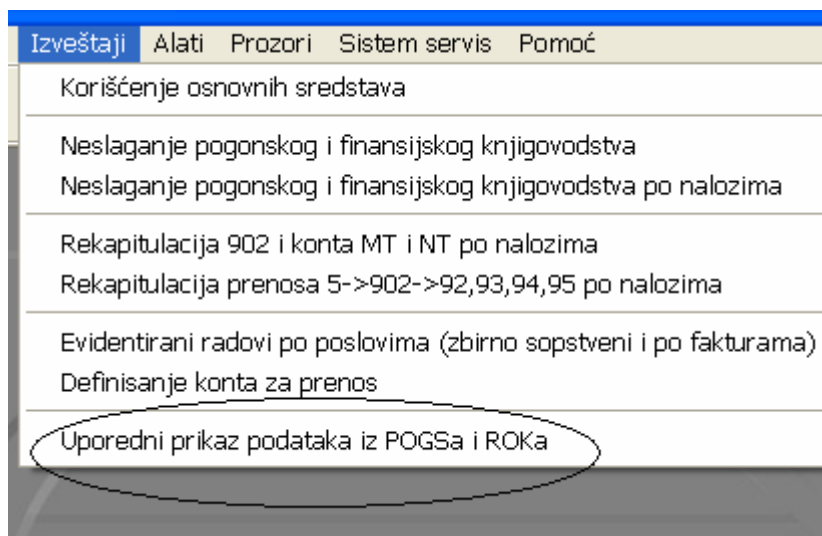 Izveštaji Alati Prozori Sistem servis Pomoć
Korišćenje osnovnih sredstava
Neslaganje pogonskog i finansijskog knjigovodstva
Neslaganje pogonskog i finansijskog knjigovodstva po nalozima
Rekapitulacija 902 i konta MT i NT po nalozima
Rekapitulacija prenosa 5->902->92,93,94,95 po nalozima
Evidentirani radovi po poslovima (zbirno sopstveni i po fakturama)
Definisanje konta za prenos
Uporedni prikaz podataka iz POGSa i ROKa